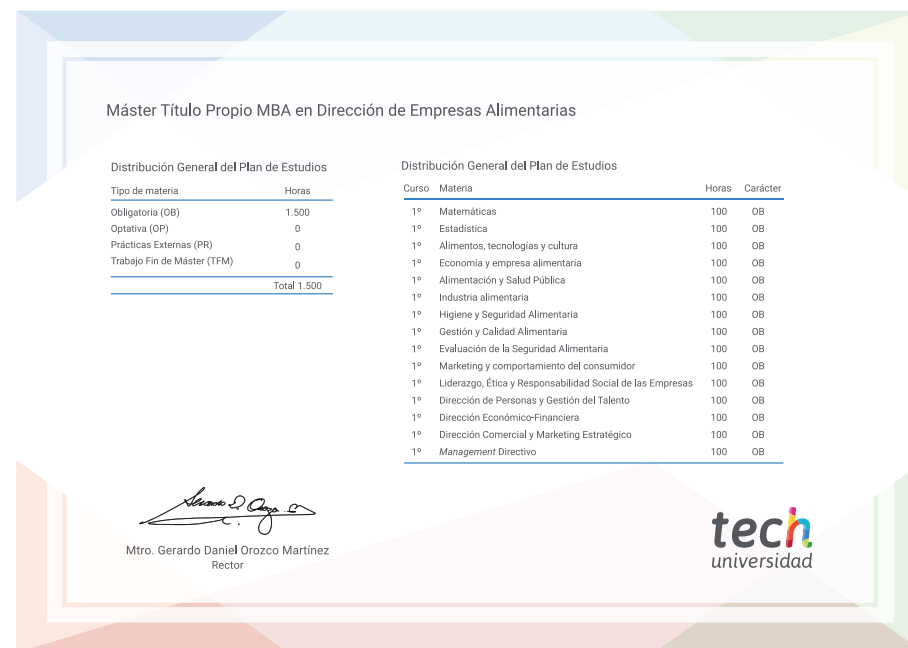 Máster Título Propio MBA en Dirección de Empresas Alimentarias
Distribución General del Plan de Estudios
Tipo de materia Horas
Obligatoria (OB) 1.500
Optativa (OP) 0
Prácticas Externas (PR) 0
Trabajo Fin de Máster (TFM) 0
Total 1.500
Distribución General del Plan de Estudios
Curso Materia Horas Carácter
1º Matemáticas 100 OB
1º Estadística 100 OB
1º Alimentos, tecnologías y cultura 100 OB
1º Economía y empresa alimentaria 100 OB
1º Alimentación y Salud Pública 100 OB
1º Industria alimentaria 100 OB
1º Higiene y Seguridad Alimentaria 100 OB
1º Gestión y Calidad Alimentaria 100 OB
1º Evaluación de la Seguridad Alimentaria 100 OB
1º Marketing y comportamiento del consumidor 100 OB
1º Liderazgo, Ética y Responsabilidad Social de las Empresas 100 OB
1º Dirección de Personas y Gestión del Talento 100 OB
1º Dirección Económico-Financiera 100 OB
1º Dirección Comercial y Marketing Estratégico 100 OB
1º Management Directivo 100 OB
Mtro. Gerardo Daniel Orozco Martínez
Rector
tech
universidad